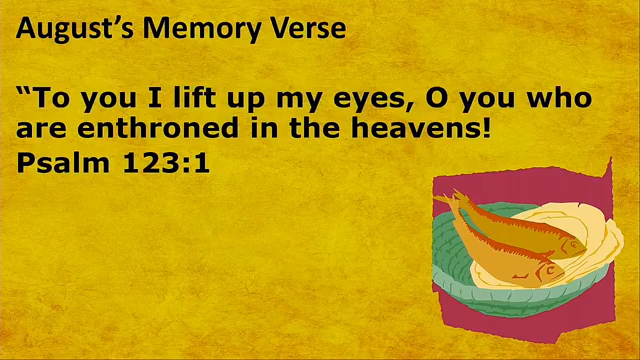 August’s Memory Verse
“To you I lift up my eyes, O you who
are enthroned in the heavens!
Psalm 123:1